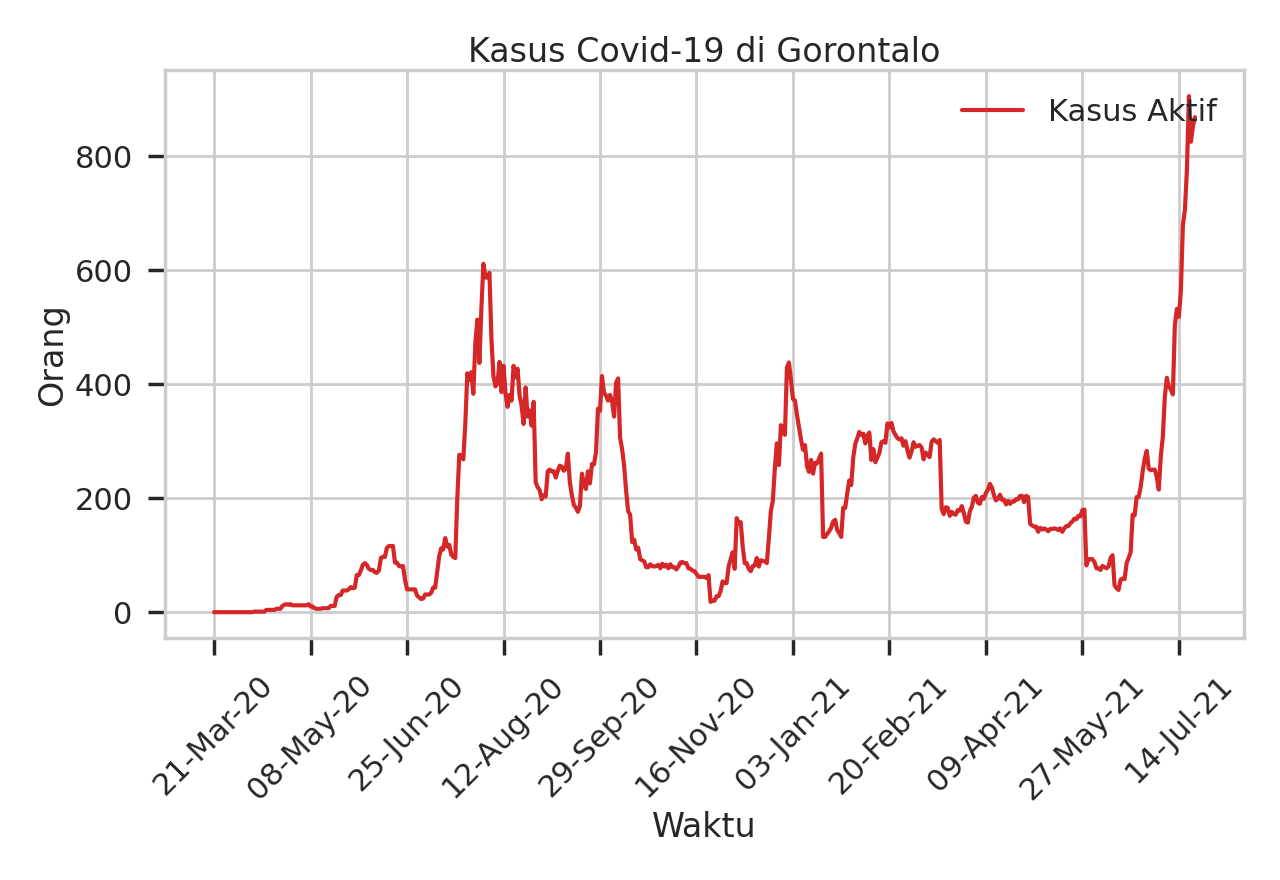 Kasus Covid-19 di Gorontalo
Kasus Aktif
Orang
800
600
400
200
0
21-Mar-20
08-May-20
25-Jun-20
12-Aug-20
29-Sep-20
16-Nov-20
03-Jan-21
20-Feb-21
09-Apr-21
27-May-21
14-Jul-21
Waktu